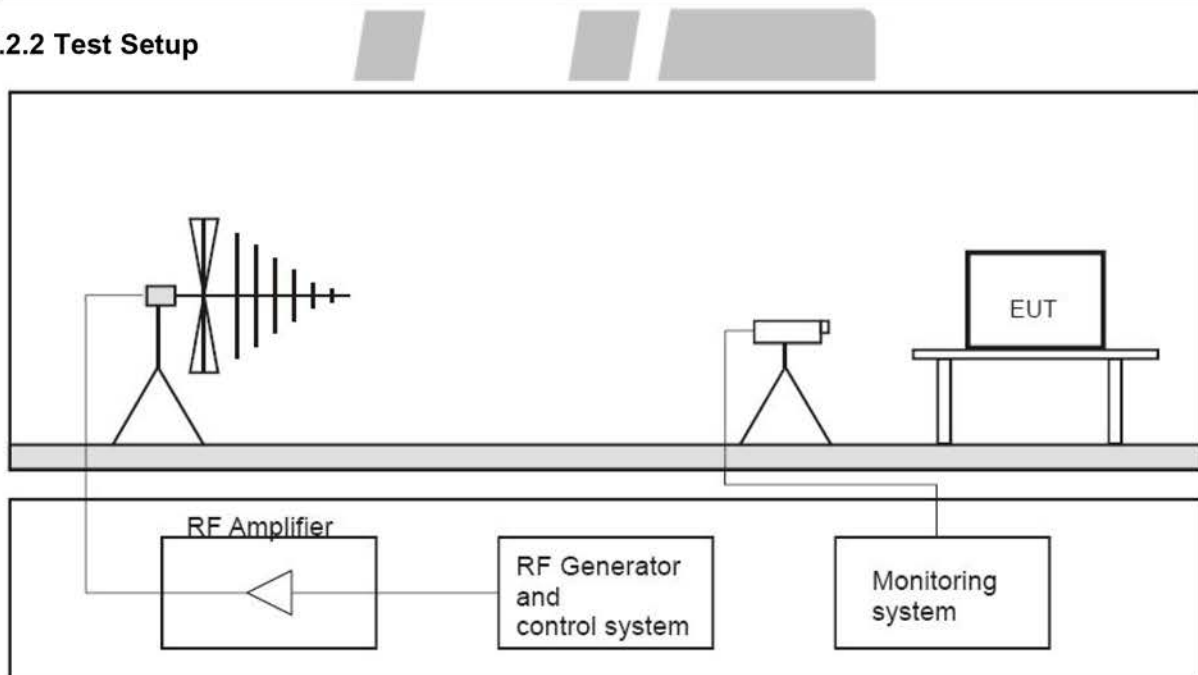 .2.2 Test Setup
EUT
RF Amplifier
RF Generator
and
control system
Monitoring
system